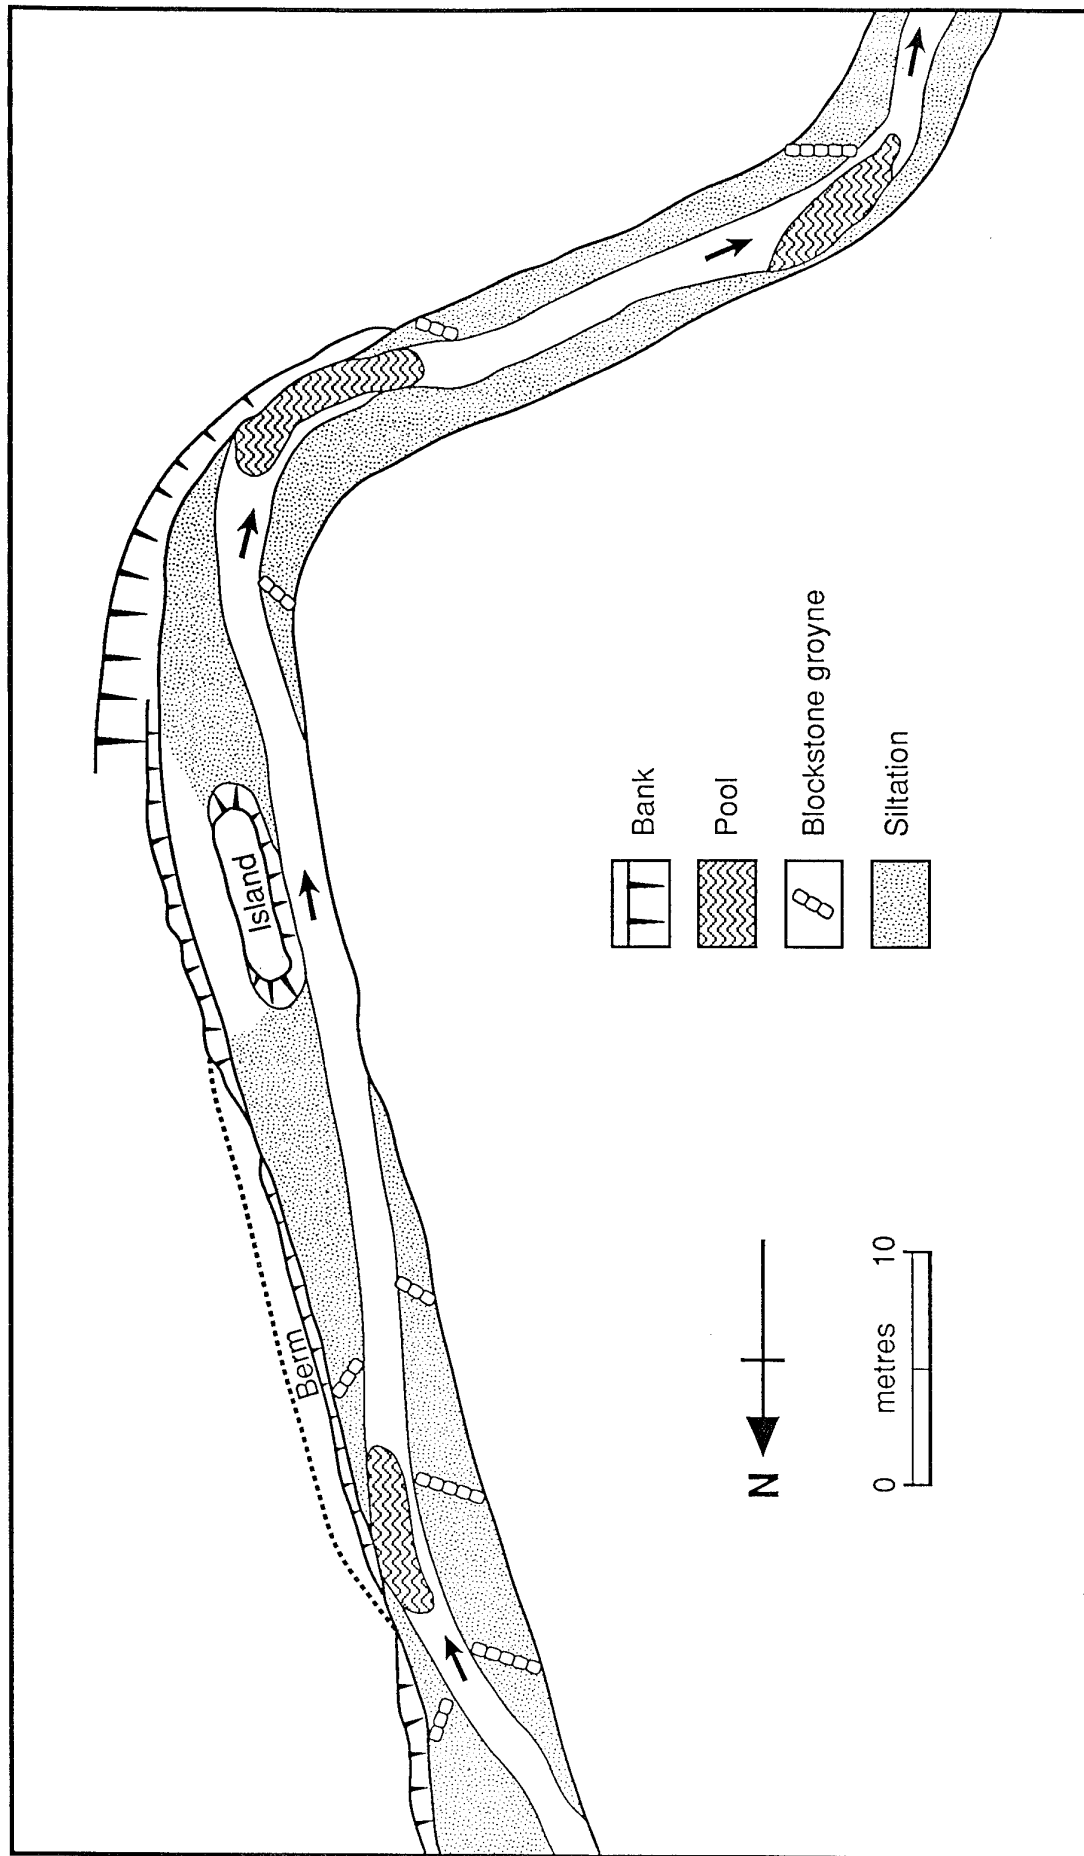 Island
Berm
Bank
Pool
Blockstone groyne
Siltation
N
0 metres 10